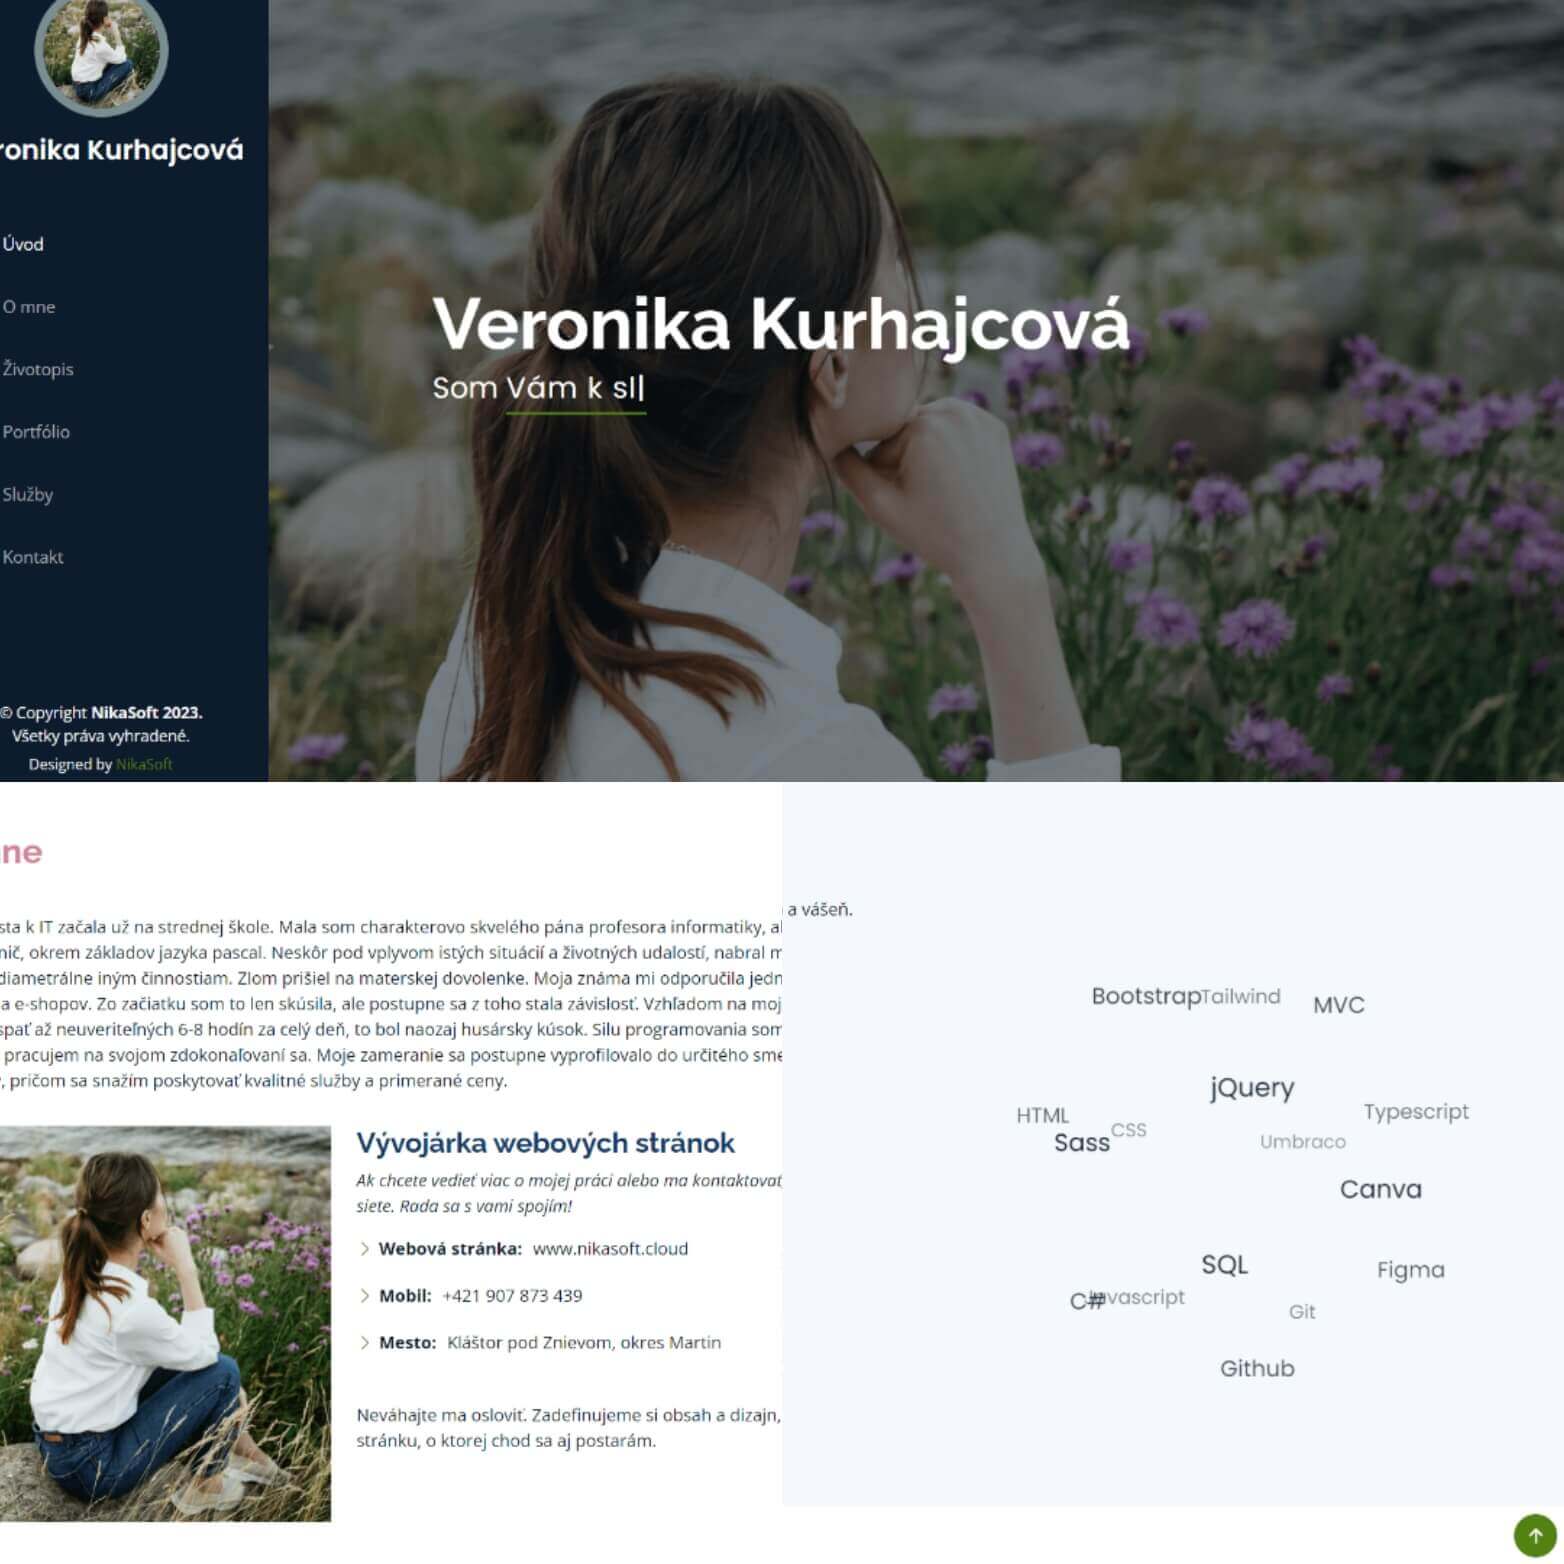 ronika Kurhajcová
Úvod
O mne
Životopis
Portfólio
Služby
Kontakt
© Copyright NikaSoft 2023.
Všetky práva vyhradené.
Designed by NikaSoft
Veronika Kurhajcová
Som Vám k sl|
ne
sta k IT začala už na strednej škole. Mala som charakterovo skvelého pána profesora informatiky, a
nič, okrem základov jazyka pascal. Neskôr pod vplyvom istých situácií a životných udalostí, nabral m
diametrálne iným činnostiam. Zlom prišiel na materskej dovolenke. Moja známa mi odporučila jedn
a e-shopov. Zo začiatku som to len skúsila, ale postupne sa z toho stala závislosť. Vzhľadom na moj
spať až neuveriteľných 6-8 hodín za celý deň, to bol naozaj husársky kúsok. Silu programovania som
pracujem na svojom zdokonaľovaní sa. Moje zameranie sa postupne vyprofilovalo do určitého sme
, pričom sa snažím poskytovať kvalitné služby a primerané ceny.
Vývojárka webových stránok
Ak chcete vedieť viac o mojej práci alebo ma kontaktovať
siete. Rada sa s vami spojím!
Webová stránka: www.nikasoft.cloud
Mobil: +421 907 873 439
Mesto: Kláštor pod Znievom, okres Martin
Neváhajte ma osloviť. Zadefinujeme si obsah a dizajn,
stránku, o ktorej chod sa aj postarám.
a vášeň.
Bootstrap Tailwind MVC
jQuery
HTML CSS Typescript
Sass Umbraco
Canva
SQL Figma
C# Javascript Git
Github